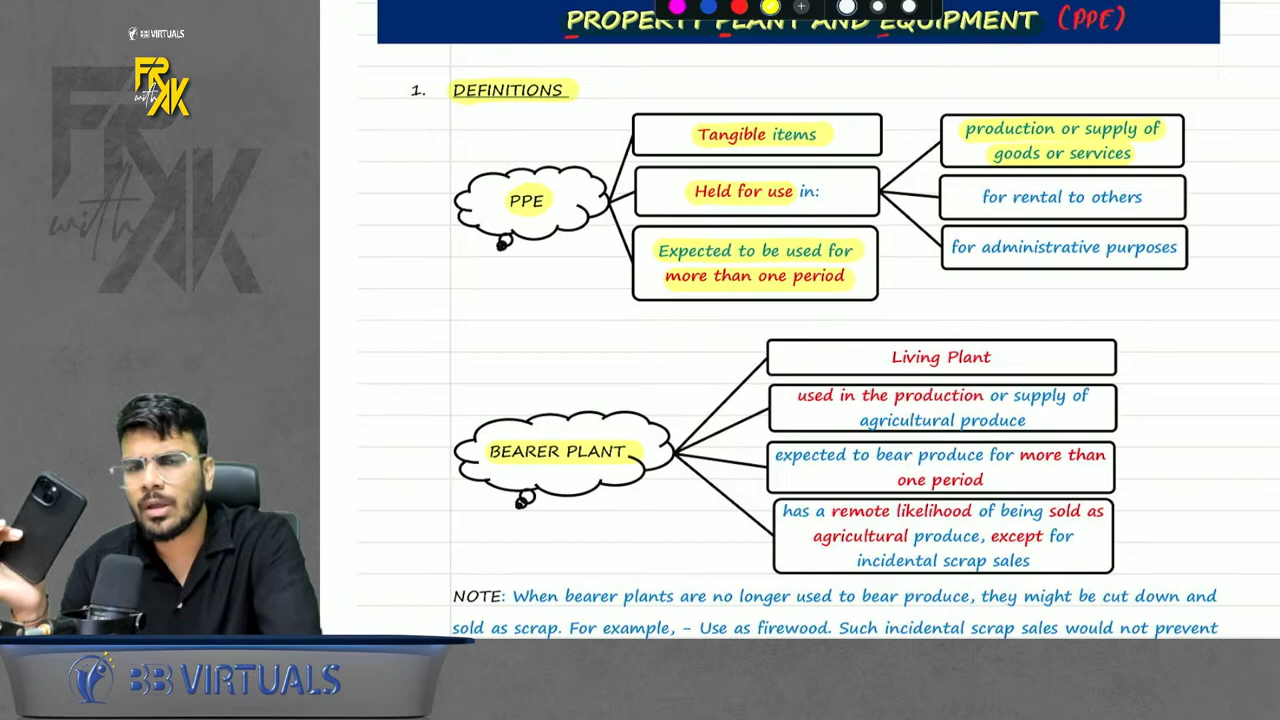 PROPERTY PLANT AND EQUIPMENT (PPE)
BB VIRTUALS
FR
with
KK
FR
with
KK
1. DEFINITIONS
PPE
Tangible items
Held for use in:
Expected to be used for
more than one period
production or supply of
goods or services
for rental to others
for administrative purposes
BEARER PLANT
Living Plant
used in the production or supply of
agricultural produce
expected to bear produce for more than
one period
has a remote likelihood of being sold as
agricultural produce, except for
incidental scrap sales
NOTE: When bearer plants are no longer used to bear produce, they might be cut down and
sold as scrap. For example, - Use as firewood. Such incidental scrap sales would not prevent
BB VIRTUALS